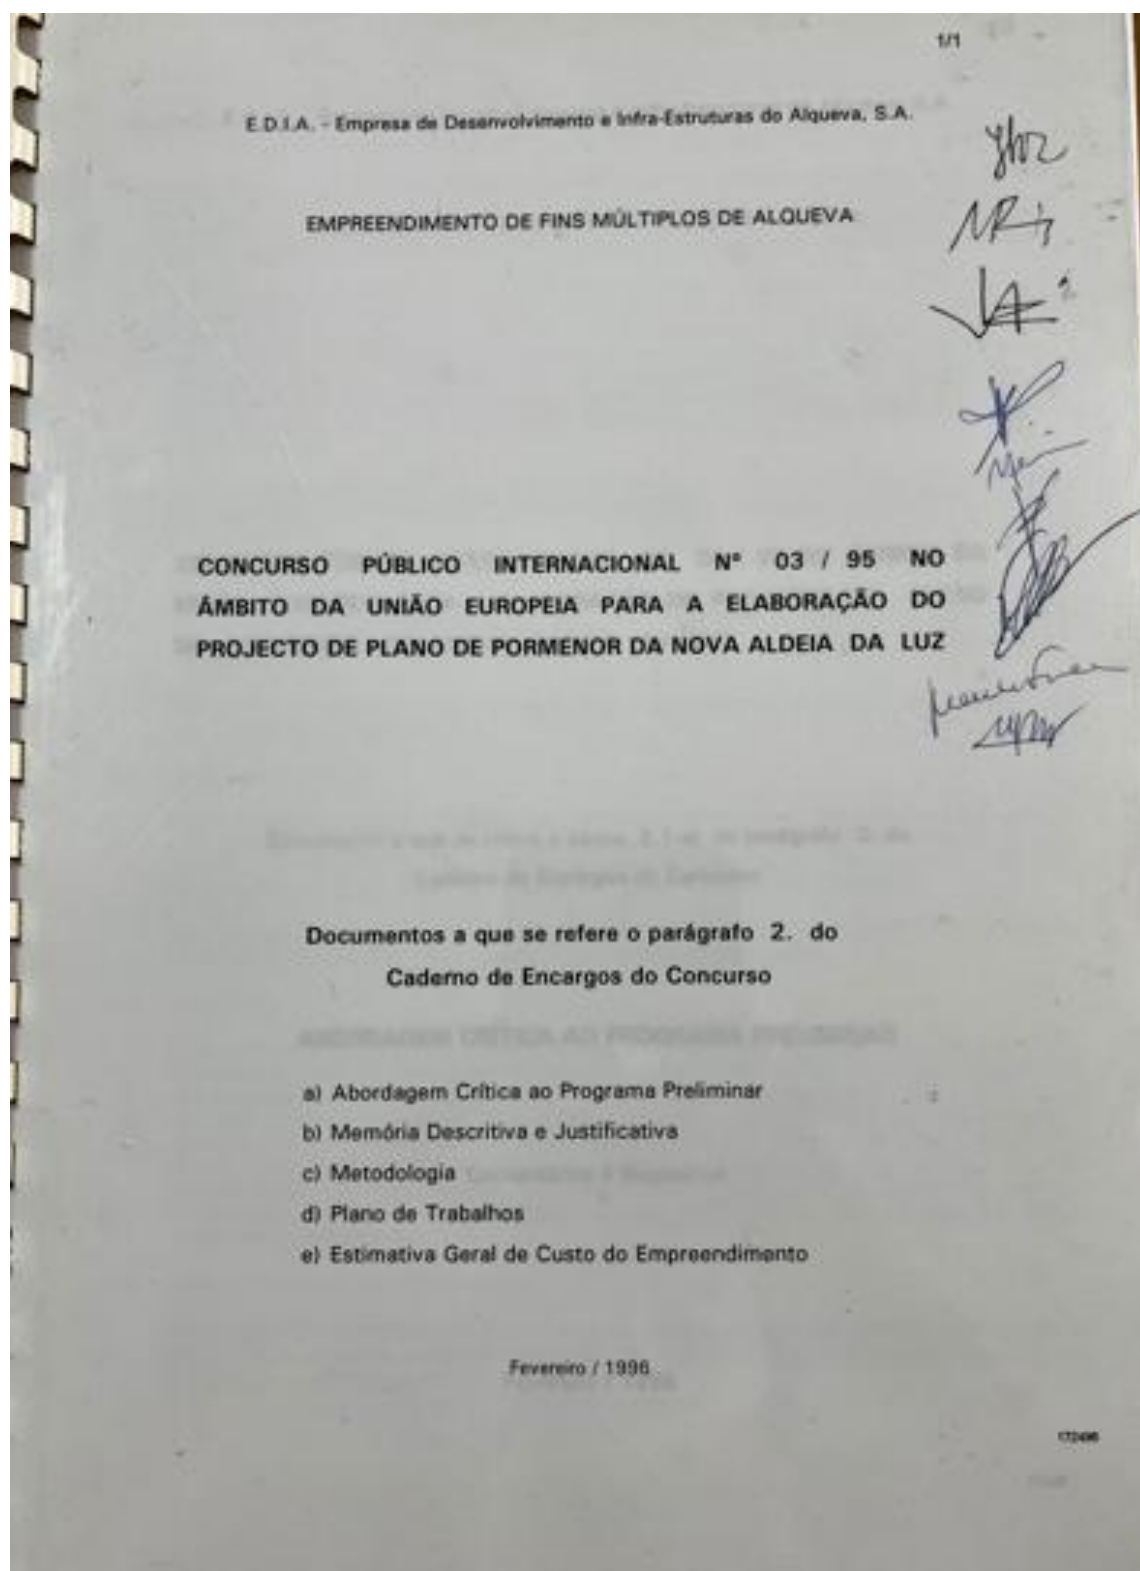 1/1
E.D.I.A. - Empresa de Desenvolvimento e Infra-Estruturas do Alqueva, S.A.
EMPREENDIMENTO DE FINS MÚLTIPLOS DE ALQUEVA
CONCURSO PÚBLICO INTERNACIONAL Nº 03 / 95 NO
ÂMBITO DA UNIÃO EUROPEIA PARA A ELABORAÇÃO DO
PROJECTO DE PLANO DE PORMENOR DA NOVA ALDEIA DA LUZ
Documentos a que se refere o parágrafo 2. do
Caderno de Encargos do Concurso
a) Abordagem Crítica ao Programa Preliminar
b) Memória Descritiva e Justificativa
c) Metodologia
d) Plano de Trabalhos
e) Estimativa Geral de Custo do Empreendimento
Fevereiro / 1996